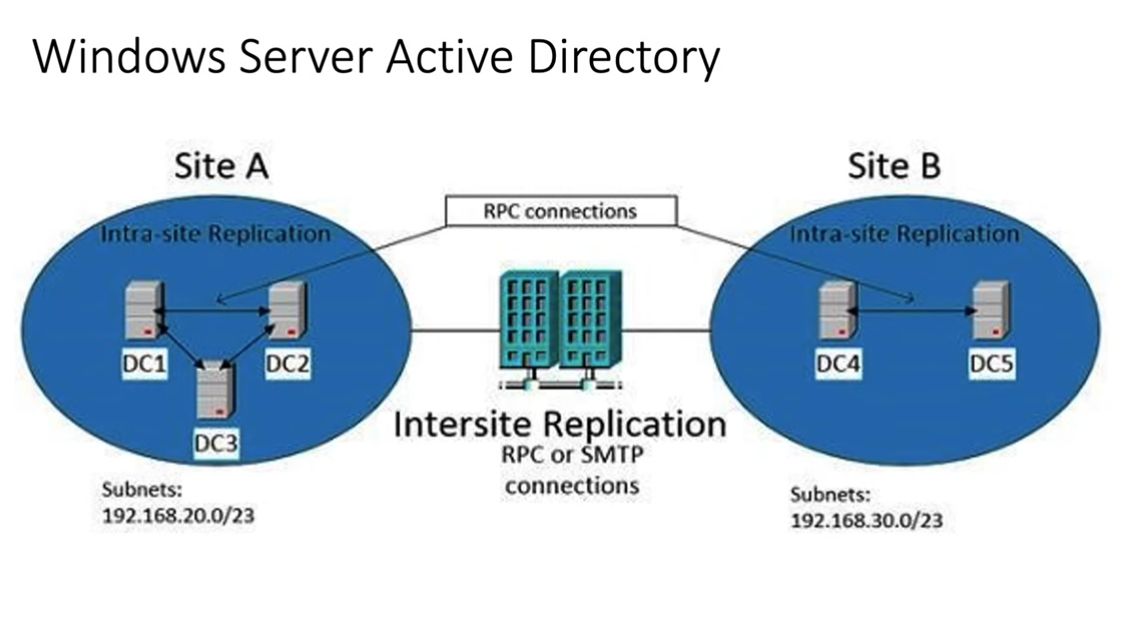 Windows Server Active Directory
Site A
Site B
RPC connections
Intra-site Replication
Intra-site Replication
DC1
DC2
DC3
DC4
DC5
Intersite Replication
RPC or SMTP
connections
Subnets:
192.168.20.0/23
Subnets:
192.168.30.0/23